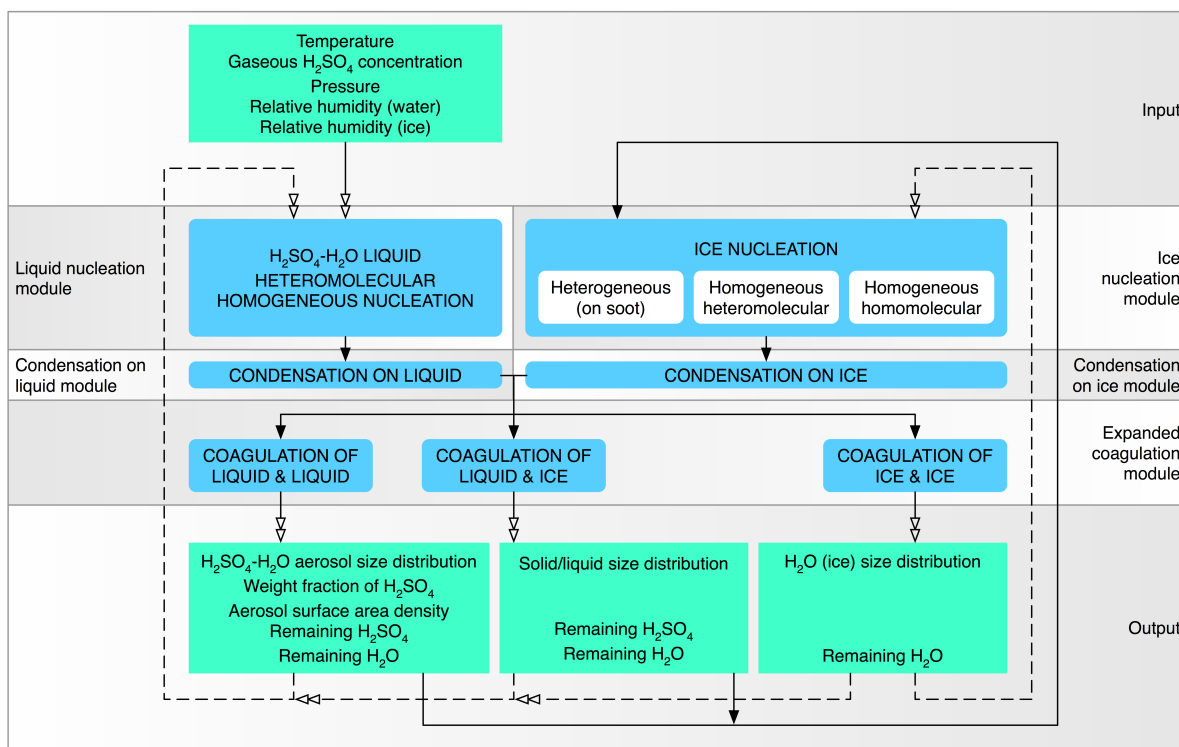 Temperature
Gaseous H₂SO₄ concentration
Pressure
Relative humidity (water)
Relative humidity (ice)
Input
Liquid nucleation
module
H₂SO₄-H₂O LIQUID
HETEROMOLECULAR
HOMOGENEOUS NUCLEATION
ICE NUCLEATION
Heterogeneous
(on soot)
Homogeneous
heteromolecular
Homogeneous
homomolecular
Ice
nucleation
module
Condensation on
liquid module
CONDENSATION ON LIQUID
CONDENSATION ON ICE
Condensation
on ice module
COAGULATION OF
LIQUID & LIQUID
COAGULATION OF
LIQUID & ICE
COAGULATION OF
ICE & ICE
Expanded
coagulation
module
H₂SO₄-H₂O aerosol size distribution
Weight fraction of H₂SO₄
Aerosol surface area density
Remaining H₂SO₄
Remaining H₂O
Solid/liquid size distribution
Remaining H₂SO₄
Remaining H₂O
H₂O (ice) size distribution
Remaining H₂O
Output